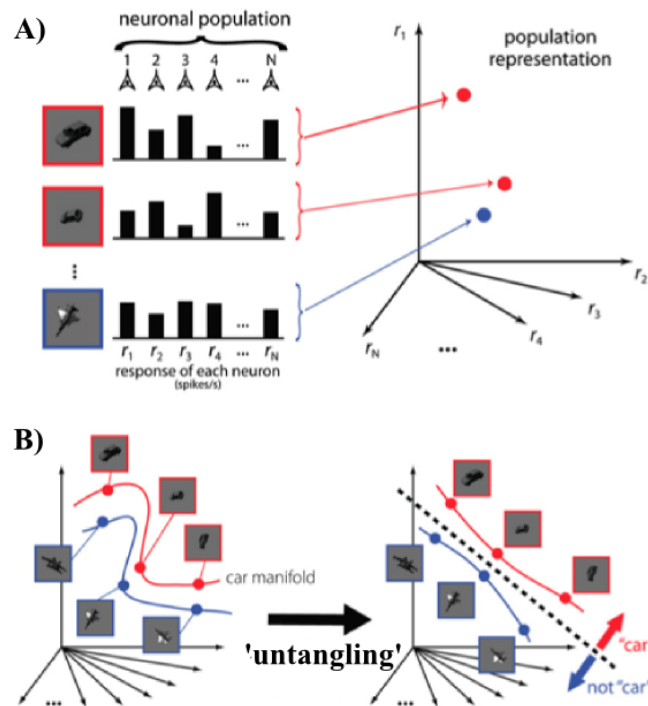 A)
neuronal population
1 2 3 4 ... N
r1
population
representation
...
...
...
r1 r2 r3 r4 ... rN
response of each neuron
(spikes/s)
r2
r3
r4
...
rN
B)
car manifold
'untangling'
...
...
"car
not "car"